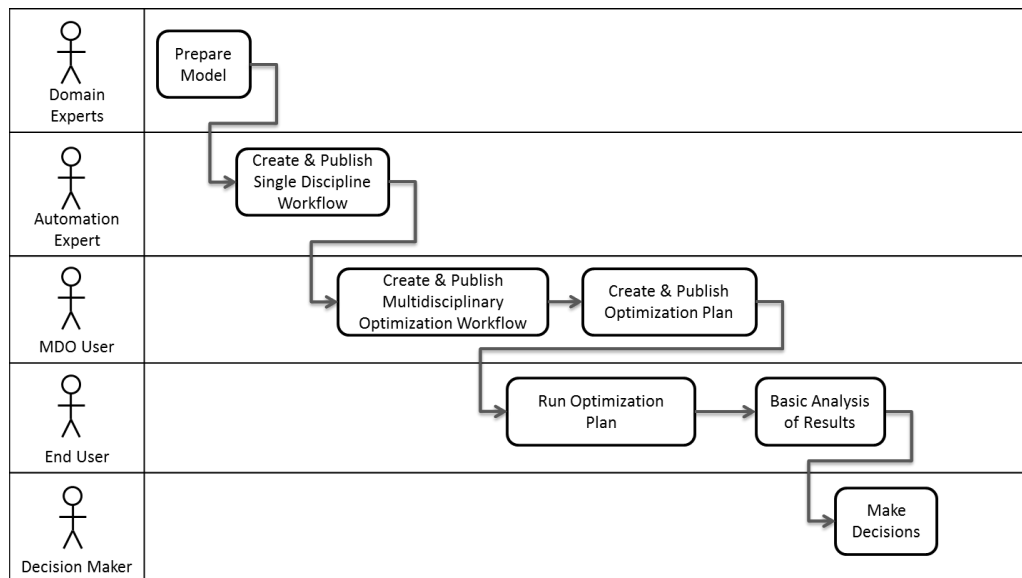 Domain
Experts
Prepare
Model
Automation
Expert
Create & Publish
Single Discipline
Workflow
MDO User
Create & Publish
Multidisciplinary
Optimization Workflow
Create & Publish
Optimization Plan
End User
Run Optimization
Plan
Basic Analysis
of Results
Decision Maker
Make
Decisions